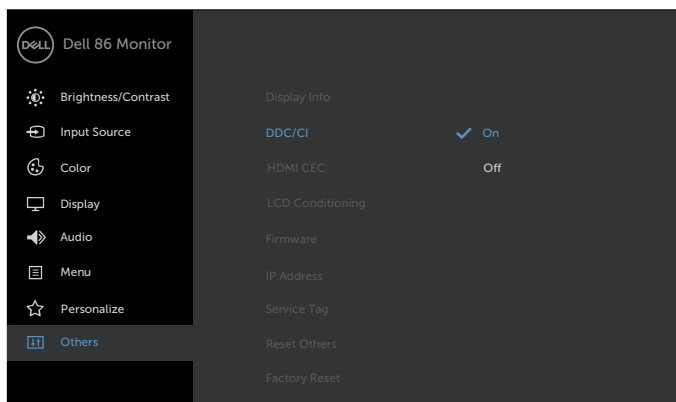 DELL Dell 86 Monitor
Brightness/Contrast
Display Info
Input Source
DDC/CI
On
Color
HDMI CEC
Off
Display
LCD Conditioning
Audio
Firmware
Menu
IP Address
Personalize
Service Tag
Others
Reset Others
Factory Reset